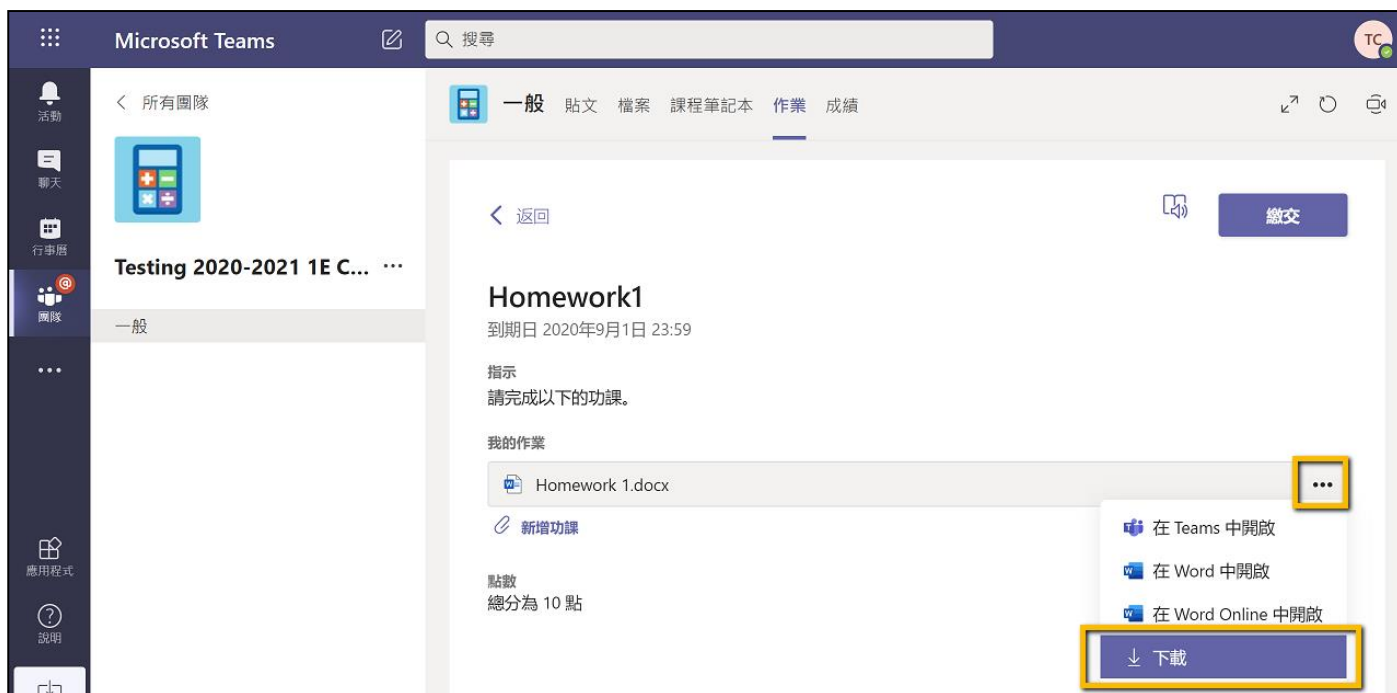 Microsoft Teams
搜尋
TC
活動
聊天
行事曆
團隊
應用程式
說明
所有團隊
Testing 2020-2021 1E C... ...
一般
一般 貼文 檔案 課程筆記本 作業 成績
返回
繳交
Homework1
到期日 2020年9月1日 23:59
指示
請完成以下的功課。
我的作業
Homework 1.docx
新增功課
點數
總分為 10 點
在 Teams 中開啟
在 Word 中開啟
在 Word Online 中開啟
下載